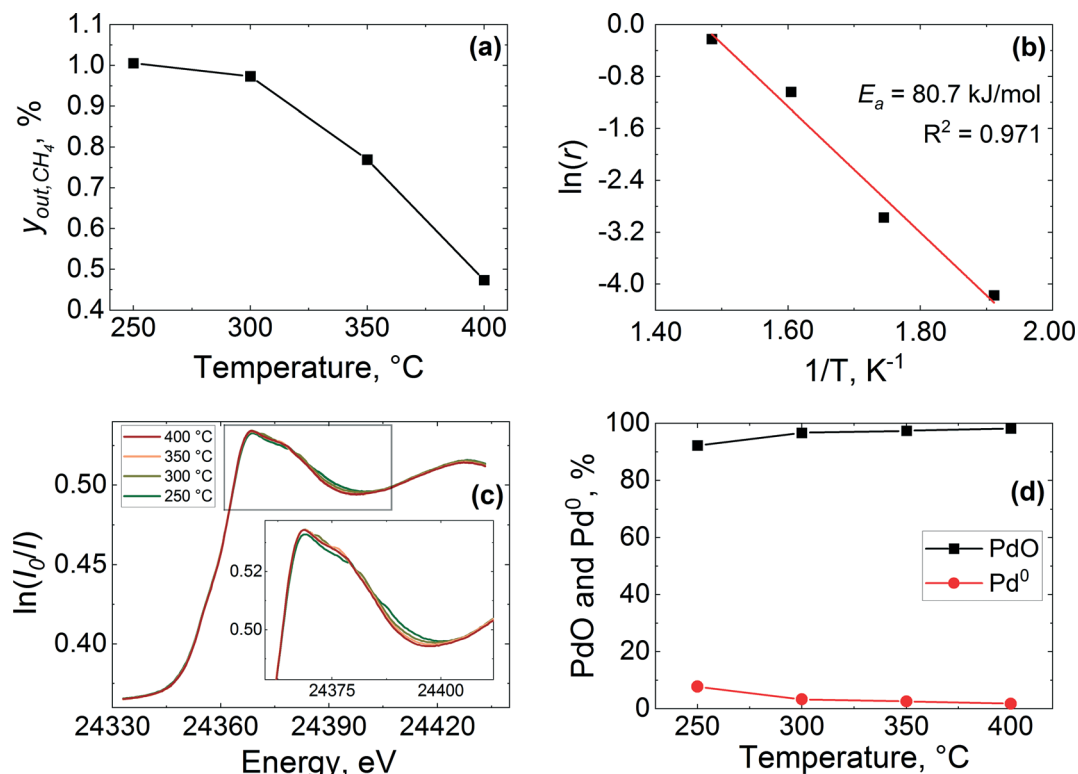 (a)
1.1
1.0
0.9
0.8
0.7
0.6
0.5
0.4
y_out,CH₄, %
250 300 350 400
Temperature, °C
(b)
0.0
-0.8
-1.6
-2.4
-3.2
-4.0
ln(r)
Eₐ = 80.7 kJ/mol
R² = 0.971
1.40 1.60 1.80 2.00
1/T, K⁻¹
(c)
400 °C
350 °C
300 °C
250 °C
0.50
0.45
0.40
ln(I₀/I)
0.52
0.50
24375 24400
24330 24360 24390 24420
Energy, eV
(d)
100
80
60
40
20
0
PdO and Pd⁰, %
PdO
Pd⁰
250 300 350 400
Temperature, °C